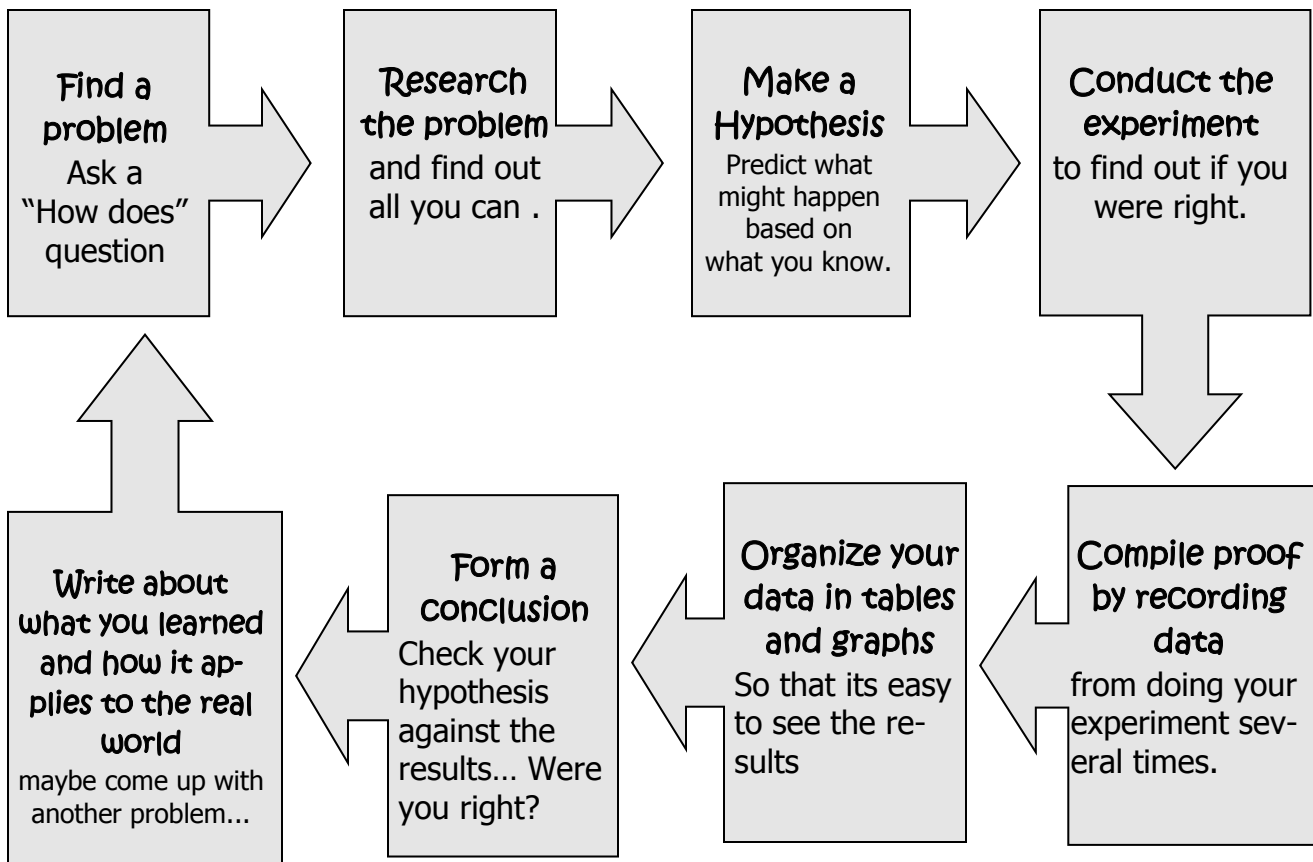 Find a
problem
Ask a
“How does”
question
Research
the problem
and find out
all you can .
Make a
Hypothesis
Predict what
might happen
based on
what you know.
Conduct the
experiment
to find out if you
were right.
Compile proof
by recording
data
from doing your
experiment sev-
eral times.
Organize your
data in tables
and graphs
So that its easy
to see the re-
sults
Form a
conclusion
Check your
hypothesis
against the
results... Were
you right?
Write about
what you learned
and how it ap-
plies to the real
world
maybe come up with
another problem...